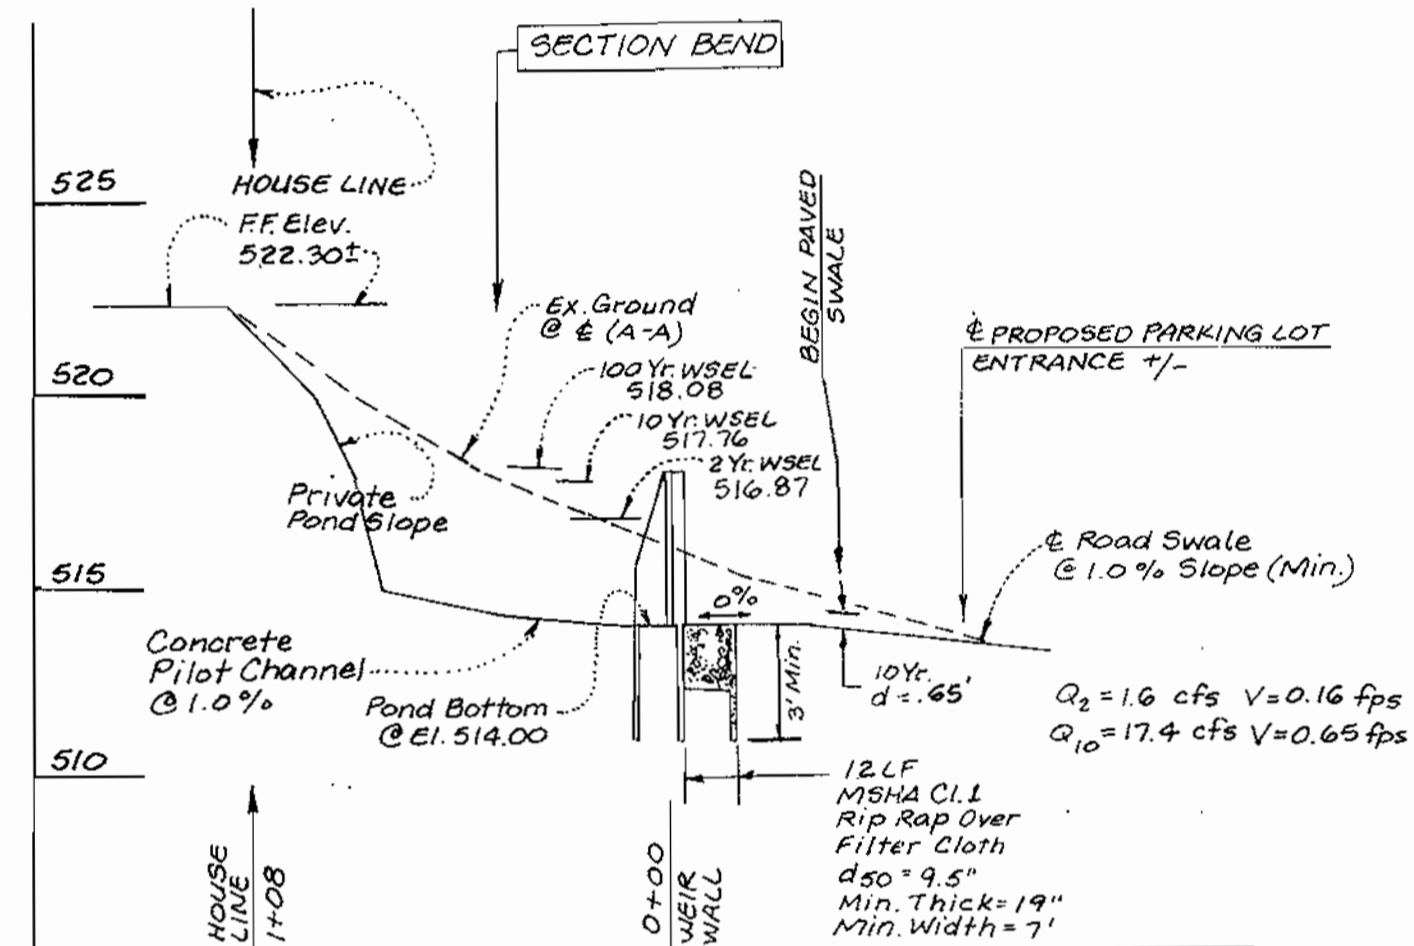 SECTION BEND
525
HOUSE LINE
F.F. Elev.
522.30±
BEGIN PAVED
SWALE
Ex. Ground
@ ℄ (A-A)
℄ PROPOSED PARKING LOT
ENTRANCE +/-
520
100 Yr. WSEL
518.08
10 Yr. WSEL
517.76
2 Yr. WSEL
516.87
Private
Pond Slope
℄ Road Swale
@ 1.0% Slope (Min.)
515
0%
Concrete
Pilot Channel
@ 1.0%
Pond Bottom
@ El. 514.00
3' Min.
10 Yr.
d = .65'
Q2 = 1.6 cfs V = 0.16 fps
Q10 = 17.4 cfs V = 0.65 fps
510
12 LF
MSHA Cl. 1
Rip Rap Over
Filter Cloth
d50 = 9.5"
Min. Thick = 19"
Min. Width = 7'
HOUSE
LINE
1+08
0+00
WEIR
WALL